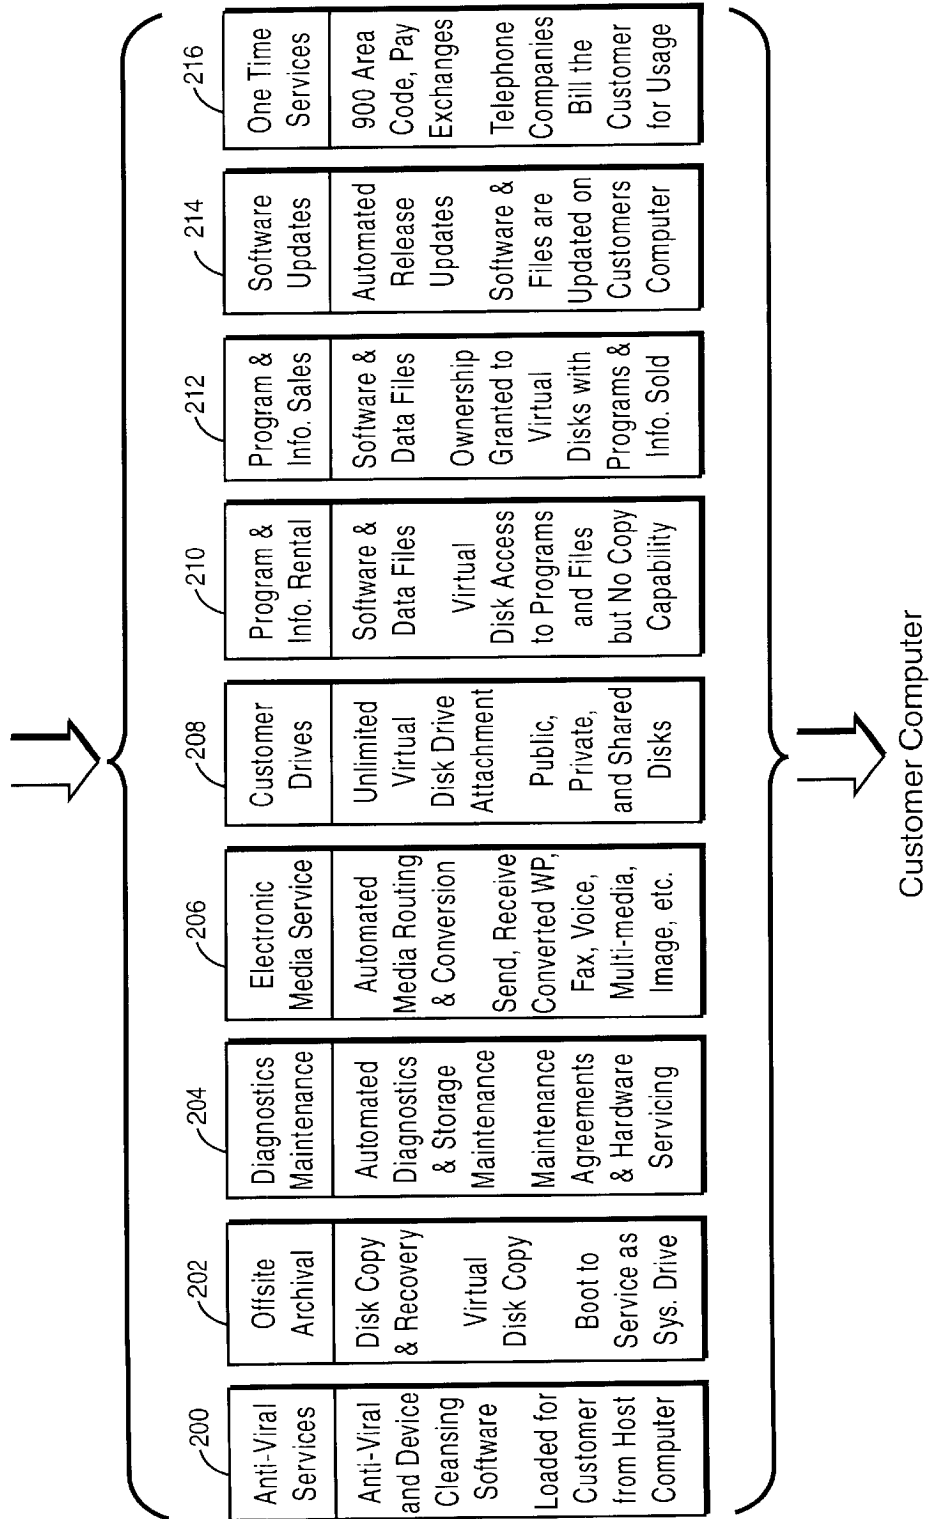 200
Anti-Viral
Services
Anti-Viral
and Device
Cleansing
Software
Loaded for
Customer
from Host
Computer
202
Offsite
Archival
Disk Copy
& Recovery
Virtual
Disk Copy
Boot to
Service as
Sys. Drive
204
Diagnostics
Maintenance
Automated
Diagnostics
& Storage
Maintenance
Maintenance
Agreements
& Hardware
Servicing
206
Electronic
Media Service
Automated
Media Routing
& Conversion
Send, Receive
Converted WP,
Fax, Voice,
Multi-media,
Image, etc.
208
Customer
Drives
Unlimited
Virtual
Disk Drive
Attachment
Public,
Private,
and Shared
Disks
210
Program &
Info. Rental
Software &
Data Files
Virtual
Disk Access
to Programs
and Files
but No Copy
Capability
212
Program &
Info. Sales
Software &
Data Files
Ownership
Granted to
Virtual
Disks with
Programs &
Info. Sold
214
Software
Updates
Automated
Release
Updates
Software &
Files are
Updated on
Customers
Computer
216
One Time
Services
900 Area
Code, Pay
Exchanges
Telephone
Companies
Bill the
Customer
for Usage
Customer Computer